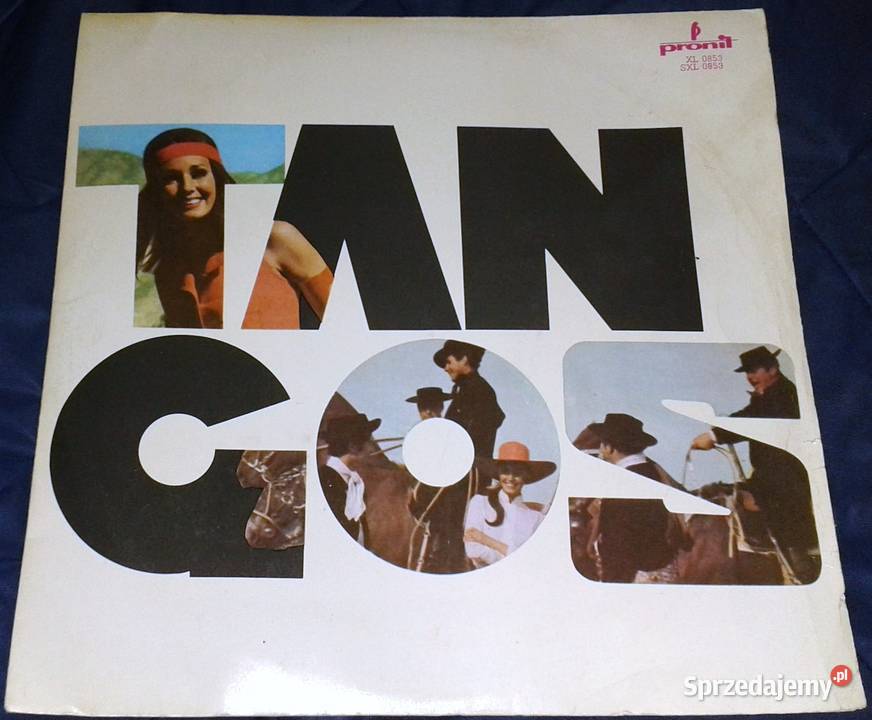 pronit
XL 0853
SXL 0853
TAN
GOS
Sprzedajemy.pl